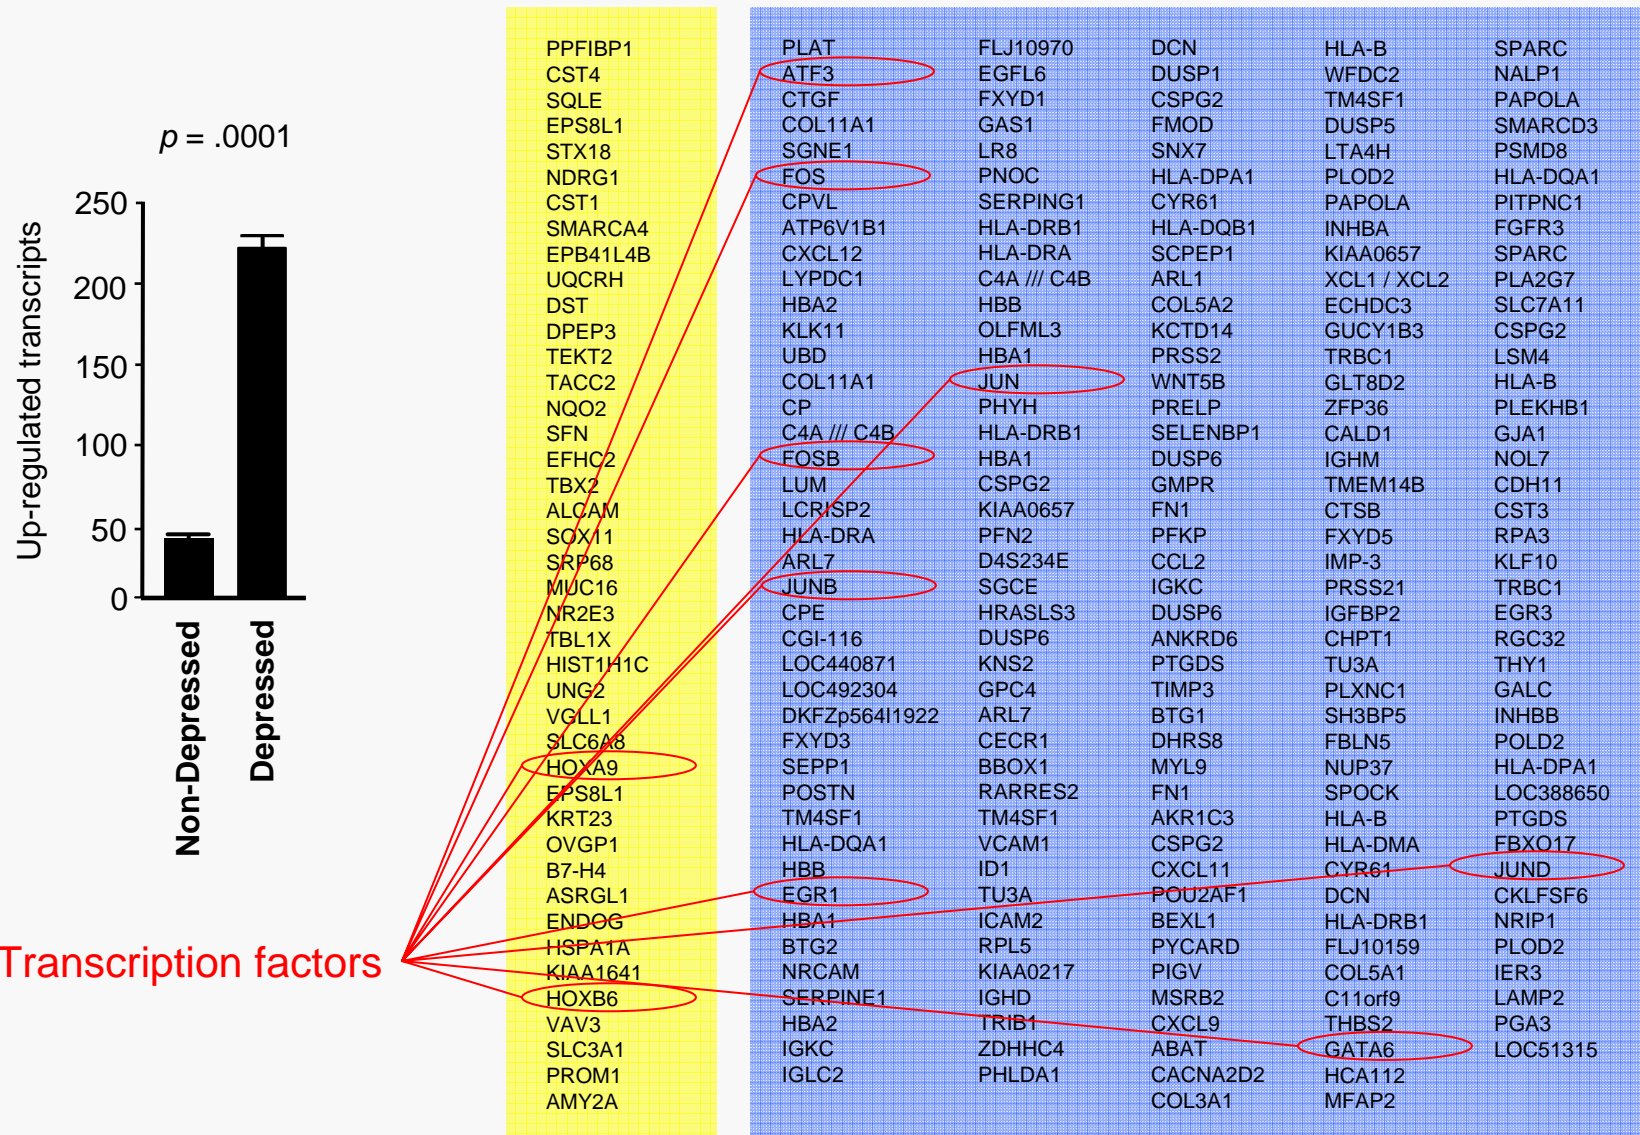 p = .0001
Up-regulated transcripts
250
200
150
100
50
0
Non-Depressed
Depressed
Transcription factors
PPFIBP1
CST4
SQLE
EPS8L1
STX18
NDRG1
CST1
SMARCA4
EPB41L4B
UQCRH
DST
DPEP3
TEKT2
TACC2
NQO2
SFN
EFHC2
TBX2
ALCAM
SOX11
SRP68
MUC16
NR2E3
TBL1X
HIST1H1C
UNG2
VGLL1
SLC6A8
HOXA9
EPS8L1
KRT23
OVGP1
B7-H4
ASRGL1
ENDOG
HSPA1A
KIAA1641
HOXB6
VAV3
SLC3A1
PROM1
AMY2A
PLAT
ATF3
CTGF
COL11A1
SGNE1
FOS
CPVL
ATP6V1B1
CXCL12
LYPDC1
HBA2
KLK11
UBD
COL11A1
CP
C4A /// C4B
FOSB
LUM
LCRISP2
HLA-DRA
ARL7
JUNB
CPE
CGI-116
LOC440871
LOC492304
DKFZp564I1922
FXYD3
SEPP1
POSTN
TM4SF1
HLA-DQA1
HBB
EGR1
HBA1
BTG2
NRCAM
SERPINE1
HBA2
IGKC
IGLC2
FLJ10970
EGFL6
FXYD1
GAS1
LR8
PNOC
SERPING1
HLA-DRB1
HLA-DRA
C4A /// C4B
HBB
OLFML3
HBA1
JUN
PHYH
HLA-DRB1
HBA1
CSPG2
KIAA0657
PFN2
D4S234E
SGCE
HRASLS3
DUSP6
KNS2
GPC4
ARL7
CECR1
BBOX1
RARRES2
TM4SF1
VCAM1
ID1
TU3A
ICAM2
RPL5
KIAA0217
IGHD
TRIB1
ZDHHC4
PHLDA1
DCN
DUSP1
CSPG2
FMOD
SNX7
HLA-DPA1
CYR61
HLA-DQB1
SCPEP1
ARL1
COL5A2
KCTD14
PRSS2
WNT5B
PRELP
SELENBP1
DUSP6
GMPR
FN1
PFKP
CCL2
IGKC
DUSP6
ANKRD6
PTGDS
TIMP3
BTG1
DHRS8
MYL9
FN1
AKR1C3
CSPG2
CXCL11
POU2AF1
BEXL1
PYCARD
PIGV
MSRB2
CXCL9
ABAT
CACNA2D2
COL3A1
HLA-B
WFDC2
TM4SF1
DUSP5
LTA4H
PLOD2
PAPOLA
INHBA
KIAA0657
XCL1 / XCL2
ECHDC3
GUCY1B3
TRBC1
GLT8D2
ZFP36
CALD1
IGHM
TMEM14B
CTSB
FXYD5
IMP-3
PRSS21
IGFBP2
CHPT1
TU3A
PLXNC1
SH3BP5
FBLN5
NUP37
SPOCK
HLA-B
HLA-DMA
CYR61
DCN
HLA-DRB1
FLJ10159
COL5A1
C11orf9
THBS2
GATA6
HCA112
MFAP2
SPARC
NALP1
PAPOLA
SMARCD3
PSMD8
HLA-DQA1
PITPNC1
FGFR3
SPARC
PLA2G7
SLC7A11
CSPG2
LSM4
HLA-B
PLEKHB1
GJA1
NOL7
CDH11
CST3
RPA3
KLF10
TRBC1
EGR3
RGC32
THY1
GALC
INHBB
POLD2
HLA-DPA1
LOC388650
PTGDS
FBXO17
JUND
CKLFSF6
NRIP1
PLOD2
IER3
LAMP2
PGA3
LOC51315